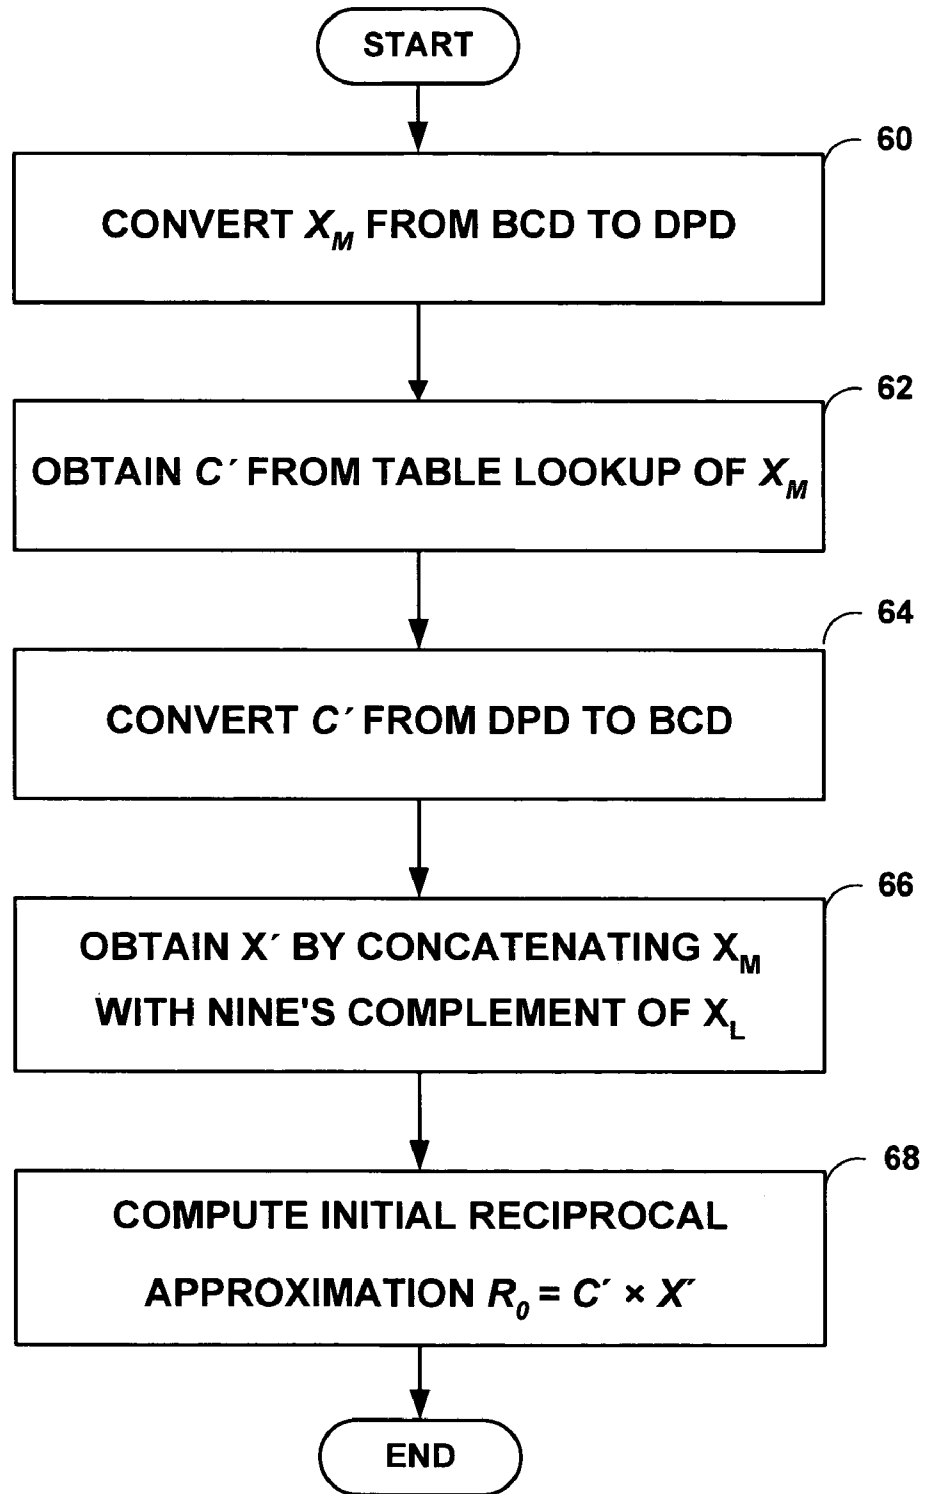 START
60
CONVERT X_M FROM BCD TO DPD
62
OBTAIN C´ FROM TABLE LOOKUP OF X_M
64
CONVERT C´ FROM DPD TO BCD
66
OBTAIN X´ BY CONCATENATING X_M
WITH NINE'S COMPLEMENT OF X_L
68
COMPUTE INITIAL RECIPROCAL
APPROXIMATION R_0 = C´ × X´
END